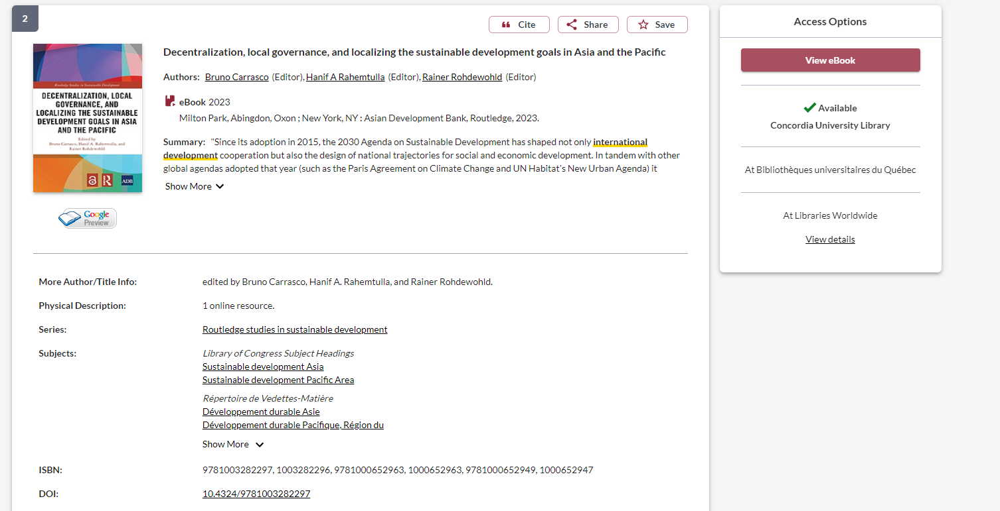 2
Cite
Share
Save
Decentralization, local governance, and localizing the sustainable development goals in Asia and the Pacific
Authors: Bruno Carrasco (Editor), Hanif A Rahemtulla (Editor), Rainer Rohdewohld (Editor)
eBook 2023
Milton Park, Abingdon, Oxon ; New York, NY : Asian Development Bank, Routledge, 2023.
Summary: "Since its adoption in 2015, the 2030 Agenda on Sustainable Development has shaped not only international
development cooperation but also the design of national trajectories for social and economic development. In tandem with other
global agendas adopted that year (such as the Paris Agreement on Climate Change and UN Habitat's New Urban Agenda) it
Show More
Routledge Studies in Sustainable Development
DECENTRALIZATION, LOCAL
GOVERNANCE, AND
LOCALIZING THE SUSTAINABLE
DEVELOPMENT GOALS IN ASIA
AND THE PACIFIC
Edited by
Bruno Carrasco, Hanif A. Rahemtulla, and
Rainer Rohdewohld
a R ADB
Google
Preview
More Author/Title Info: edited by Bruno Carrasco, Hanif A. Rahemtulla, and Rainer Rohdewohld.
Physical Description: 1 online resource.
Series: Routledge studies in sustainable development
Subjects: Library of Congress Subject Headings
Sustainable development Asia
Sustainable development Pacific Area
Répertoire de Vedettes-Matière
Développement durable Asie
Développement durable Pacifique, Région du
Show More
ISBN: 9781003282297, 1003282296, 9781000652963, 1000652963, 9781000652949, 1000652947
DOI: 10.4324/9781003282297
Access Options
View eBook
Available
Concordia University Library
At Bibliothèques universitaires du Québec
At Libraries Worldwide
View details